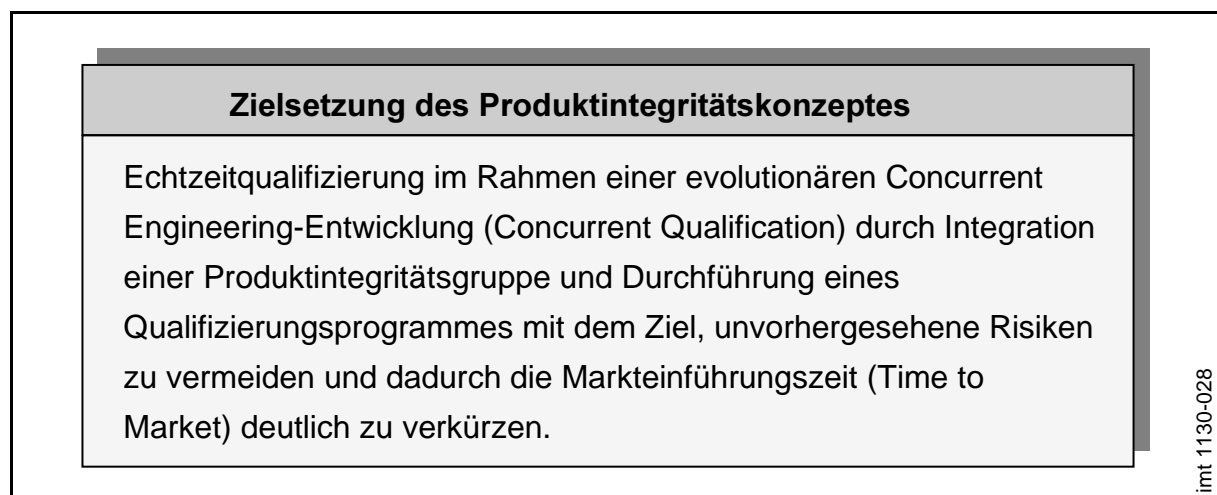 Zielsetzung des Produktintegritätskonzeptes
Echtzeitqualifizierung im Rahmen einer evolutionären Concurrent
Engineering-Entwicklung (Concurrent Qualification) durch Integration
einer Produktintegritätsgruppe und Durchführung eines
Qualifizierungsprogrammes mit dem Ziel, unvorhergesehene Risiken
zu vermeiden und dadurch die Markteinführungszeit (Time to
Market) deutlich zu verkürzen.
imt 1130-028